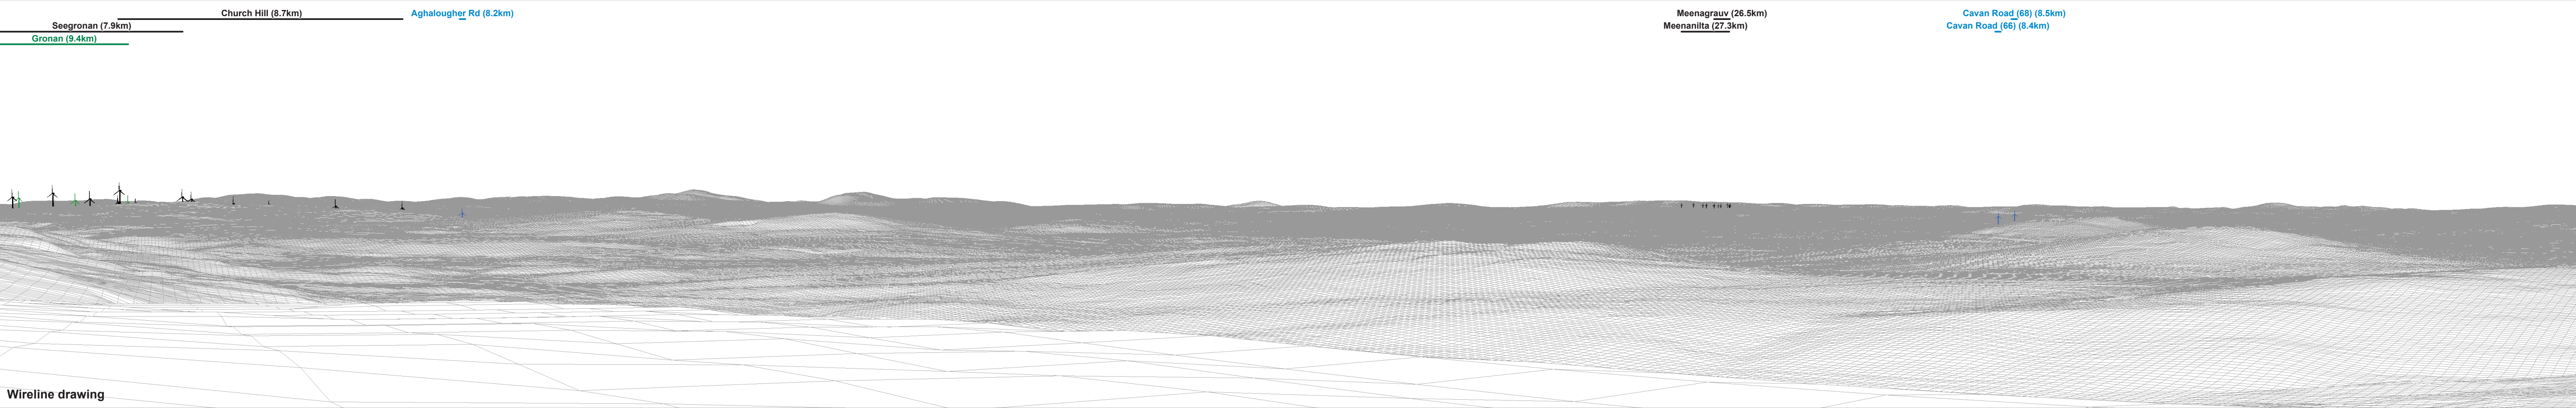 Church Hill (8.7km)
Aghalougher Rd (8.2km)
Meenagrauv (26.5km)
Cavan Road (68) (8.5km)
Seegronan (7.9km)
Meenanilta (27.3km)
Cavan Road (66) (8.4km)
Gronan (9.4km)
Wireline drawing